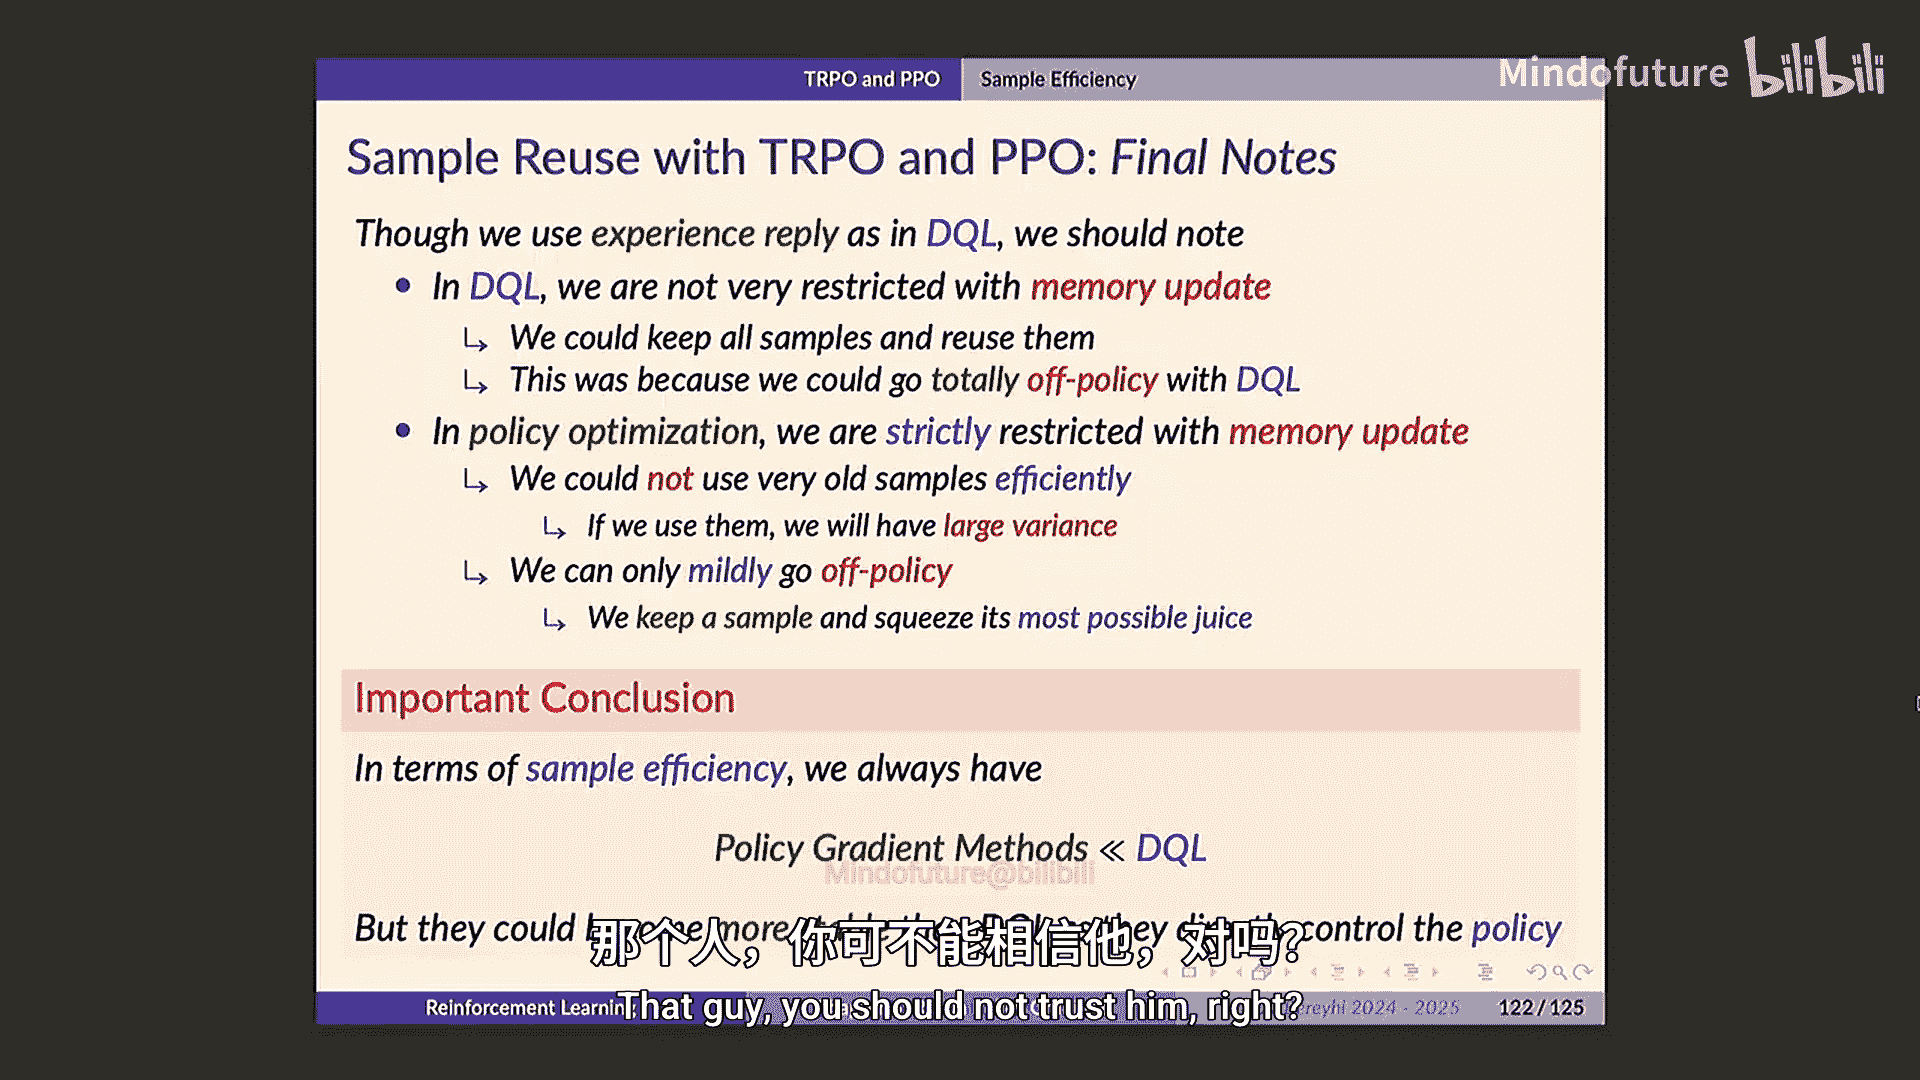 TRPO and PPO Sample Efficiency
Mindofuture bilibili
Sample Reuse with TRPO and PPO: Final Notes
Though we use experience reply as in DQL, we should note
• In DQL, we are not very restricted with memory update
↳ We could keep all samples and reuse them
↳ This was because we could go totally off-policy with DQL
• In policy optimization, we are strictly restricted with memory update
↳ We could not use very old samples efficiently
↳ If we use them, we will have large variance
↳ We can only mildly go off-policy
↳ We keep a sample and squeeze its most possible juice
Important Conclusion
In terms of sample efficiency, we always have
Policy Gradient Methods ≪ DQL
Mindofuture@bilibili
But they could more control the policy
那个人，你可不能相信他，对吗？
Reinforcement Learning 2024 - 2025 122 / 125
That guy, you should not trust him, right?